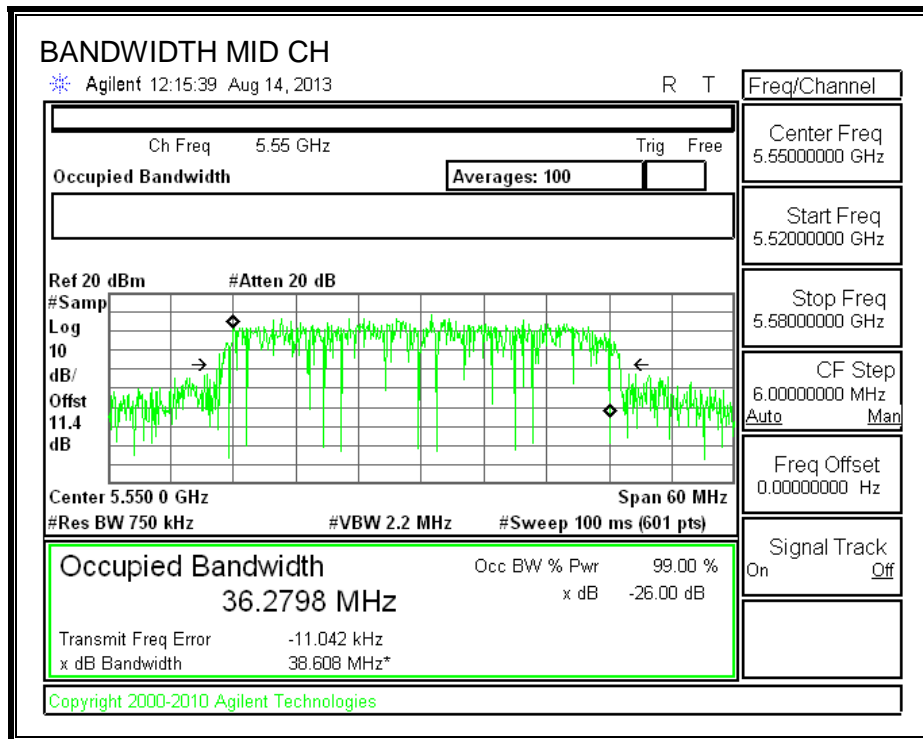 BANDWIDTH MID CH
Agilent 12:15:39 Aug 14, 2013 R T
Freq/Channel
Ch Freq 5.55 GHz Trig Free
Occupied Bandwidth Averages: 100
Center Freq
5.55000000 GHz
Start Freq
5.52000000 GHz
Stop Freq
5.58000000 GHz
CF Step
6.00000000 MHz
Auto Man
Freq Offset
0.00000000 Hz
Signal Track
On Off
Ref 20 dBm #Atten 20 dB
#Samp
Log
10
dB/
Offst
11.4
dB
Center 5.550 0 GHz Span 60 MHz
#Res BW 750 kHz #VBW 2.2 MHz #Sweep 100 ms (601 pts)
Occupied Bandwidth Occ BW % Pwr 99.00 %
36.2798 MHz x dB -26.00 dB
Transmit Freq Error -11.042 kHz
x dB Bandwidth 38.608 MHz*
Copyright 2000-2010 Agilent Technologies